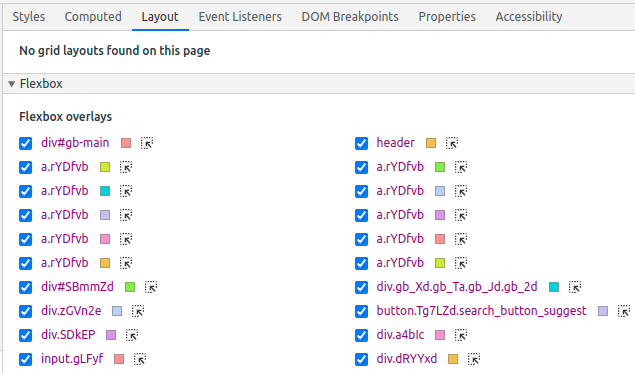 Styles Computed Layout Event Listeners DOM Breakpoints Properties Accessibility
No grid layouts found on this page
Flexbox
Flexbox overlays
div#gb-main header
a.rYDfvb a.rYDfvb
a.rYDfvb a.rYDfvb
a.rYDfvb a.rYDfvb
a.rYDfvb a.rYDfvb
a.rYDfvb a.rYDfvb
div#SBmmZd div.gb_Xd.gb_Ta.gb_Jd.gb_2d
div.zGVn2e button.Tg7LZd.search_button_suggest
div.SDkEP div.a4bIc
input.gLFyf div.dRYYxd